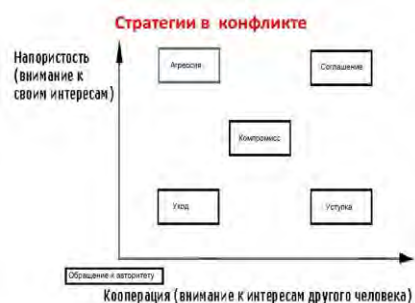 Стратегии в конфликте
Напористость
(внимание к
своим интересам)
Агрессия
Соглашение
Компромисс
Уход
Уступка
Обращение к авторитету
Кооперация (внимание к интересам другого человека)